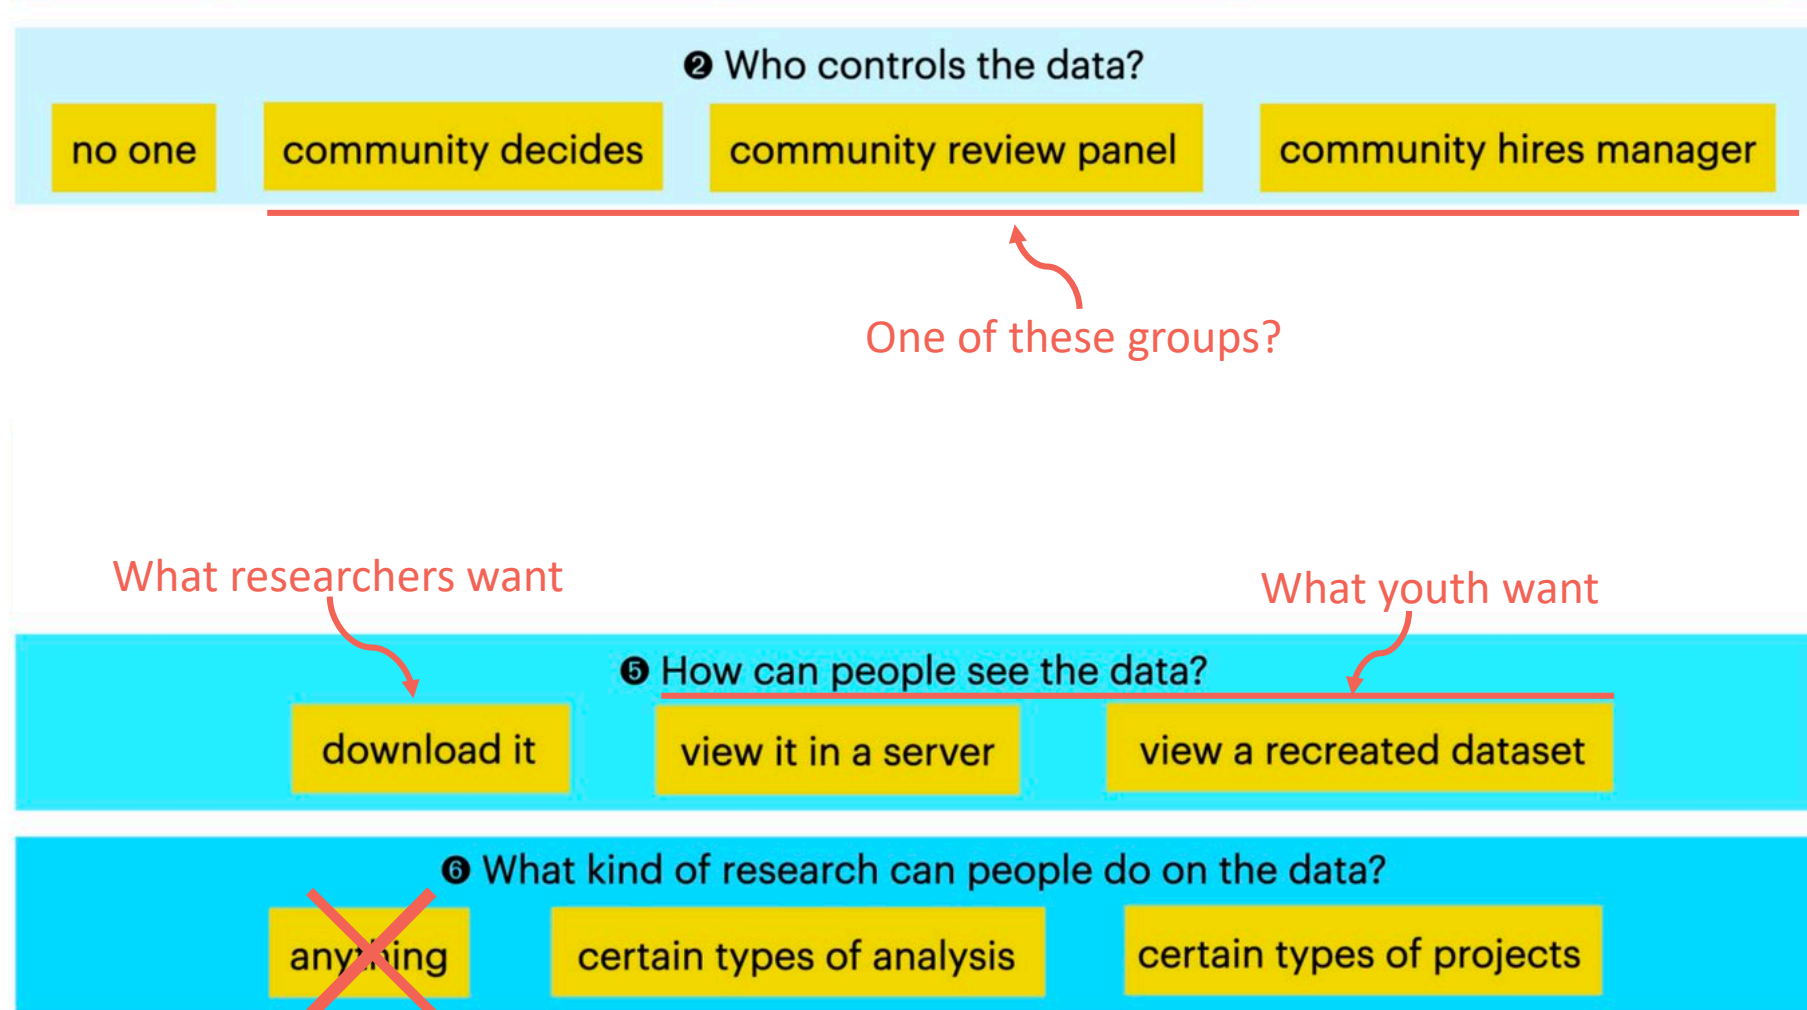 ❷ Who controls the data?
no one
community decides
community review panel
community hires manager
One of these groups?
What researchers want
What youth want
❺ How can people see the data?
download it
view it in a server
view a recreated dataset
❻ What kind of research can people do on the data?
anything
certain types of analysis
certain types of projects